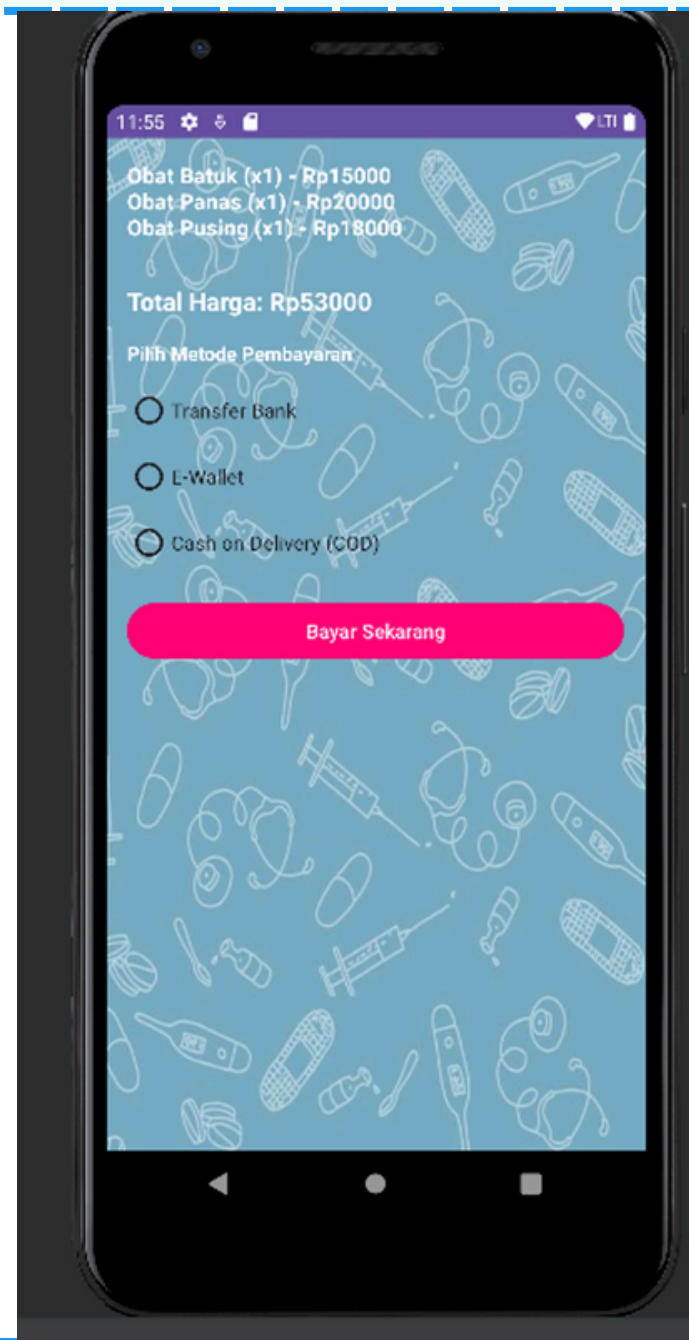 11:55
LTI
Obat Batuk (x1) - Rp15000
Obat Panas (x1) - Rp20000
Obat Pusing (x1) - Rp18000
Total Harga: Rp53000
Pilih Metode Pembayaran
Transfer Bank
E-Wallet
Cash on Delivery (COD)
Bayar Sekarang